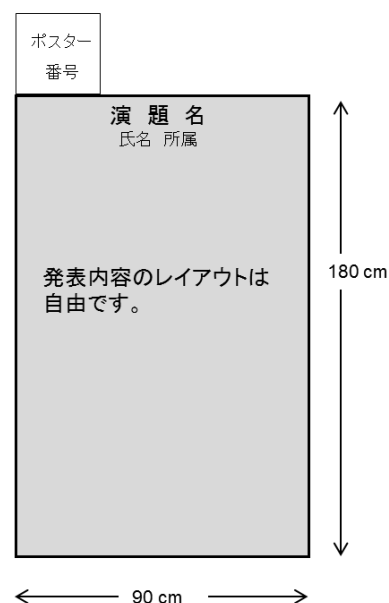 ポスター
番号
演 題 名
氏名 所属
発表内容のレイアウトは
自由です。
180 cm
90 cm